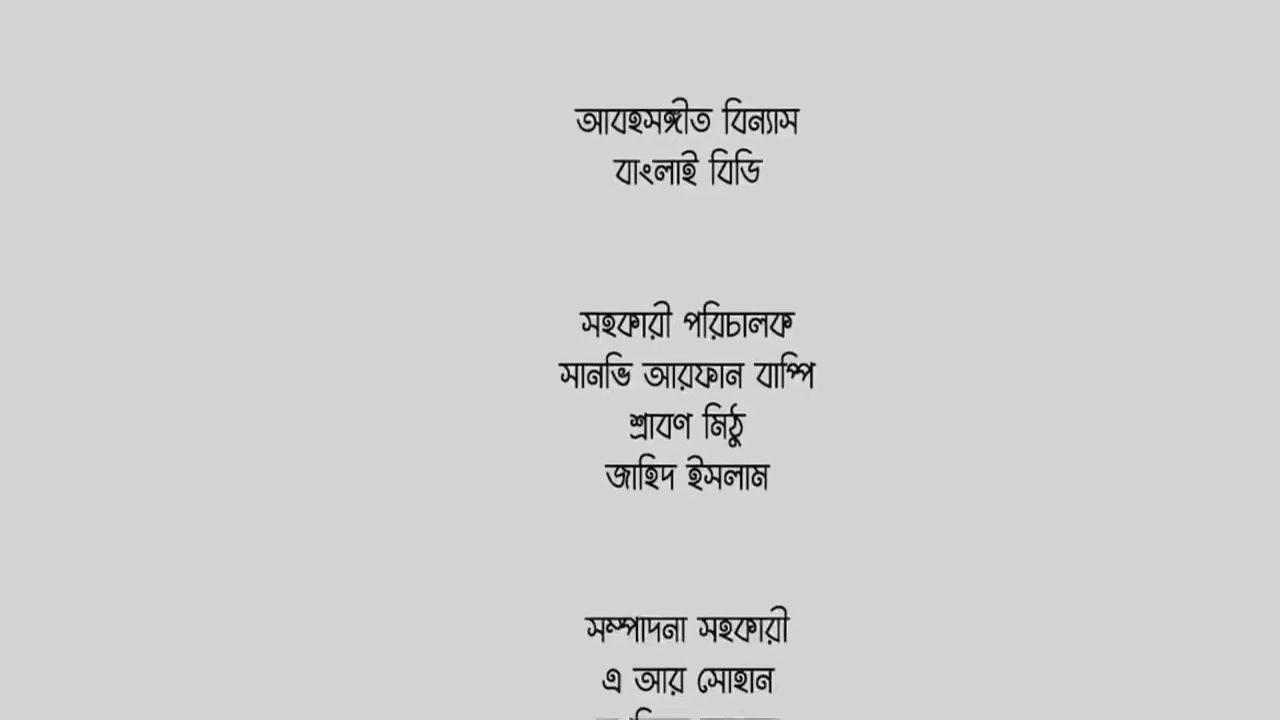 আবহসঙ্গীত বিন্যাস
বাংলাই বিডি
সহকারী পরিচালক
সানভি আরফান বাপ্পি
শ্রাবণ মিঠু
জাহিদ ইসলাম
সম্পাদনা সহকারী
এ আর সোহান